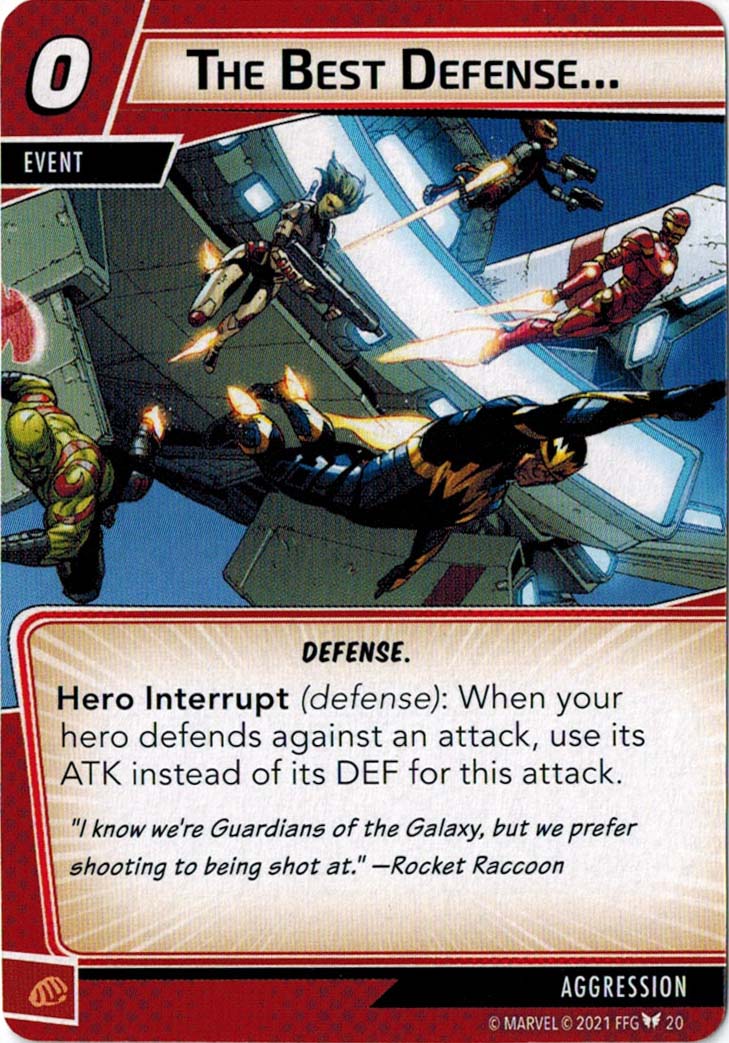 0
THE BEST DEFENSE...
EVENT
DEFENSE.
Hero Interrupt (defense): When your
hero defends against an attack, use its
ATK instead of its DEF for this attack.
"I know we're Guardians of the Galaxy, but we prefer
shooting to being shot at." —Rocket Raccoon
AGGRESSION
© MARVEL © 2021 FFG 20